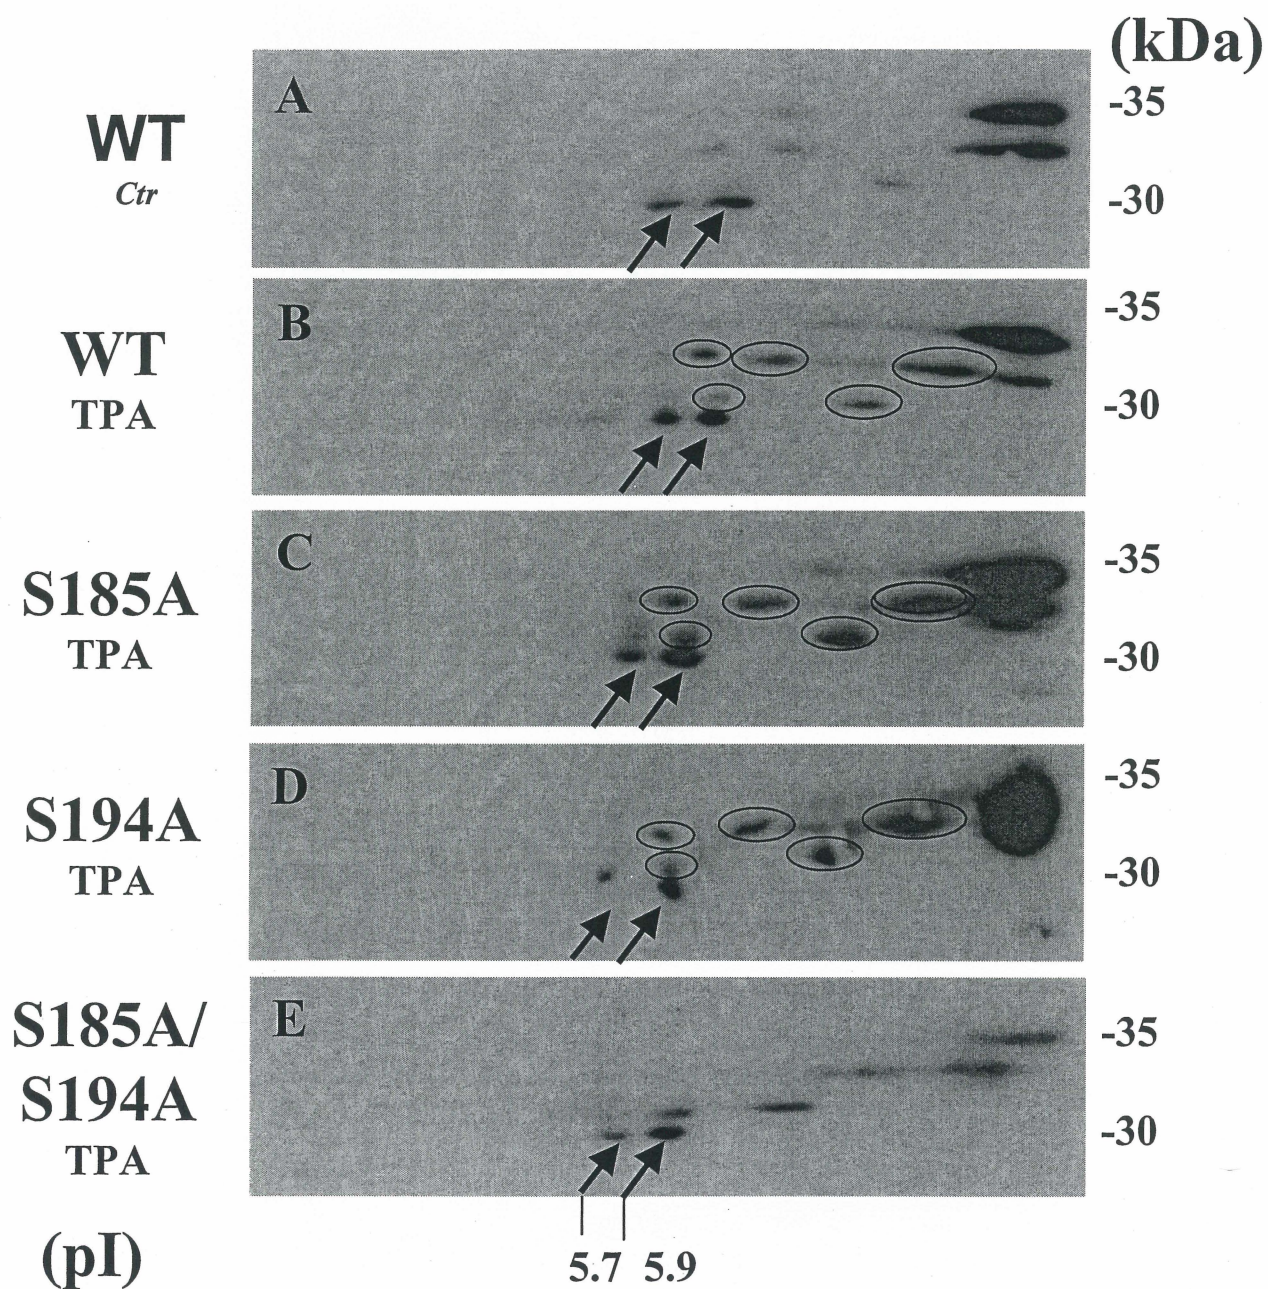 (kDa)
A
WT
Ctr
-35
-30
B
WT
TPA
-35
-30
C
S185A
TPA
-35
-30
D
S194A
TPA
-35
-30
E
S185A/
S194A
TPA
-35
-30
(pI)
5.7 5.9